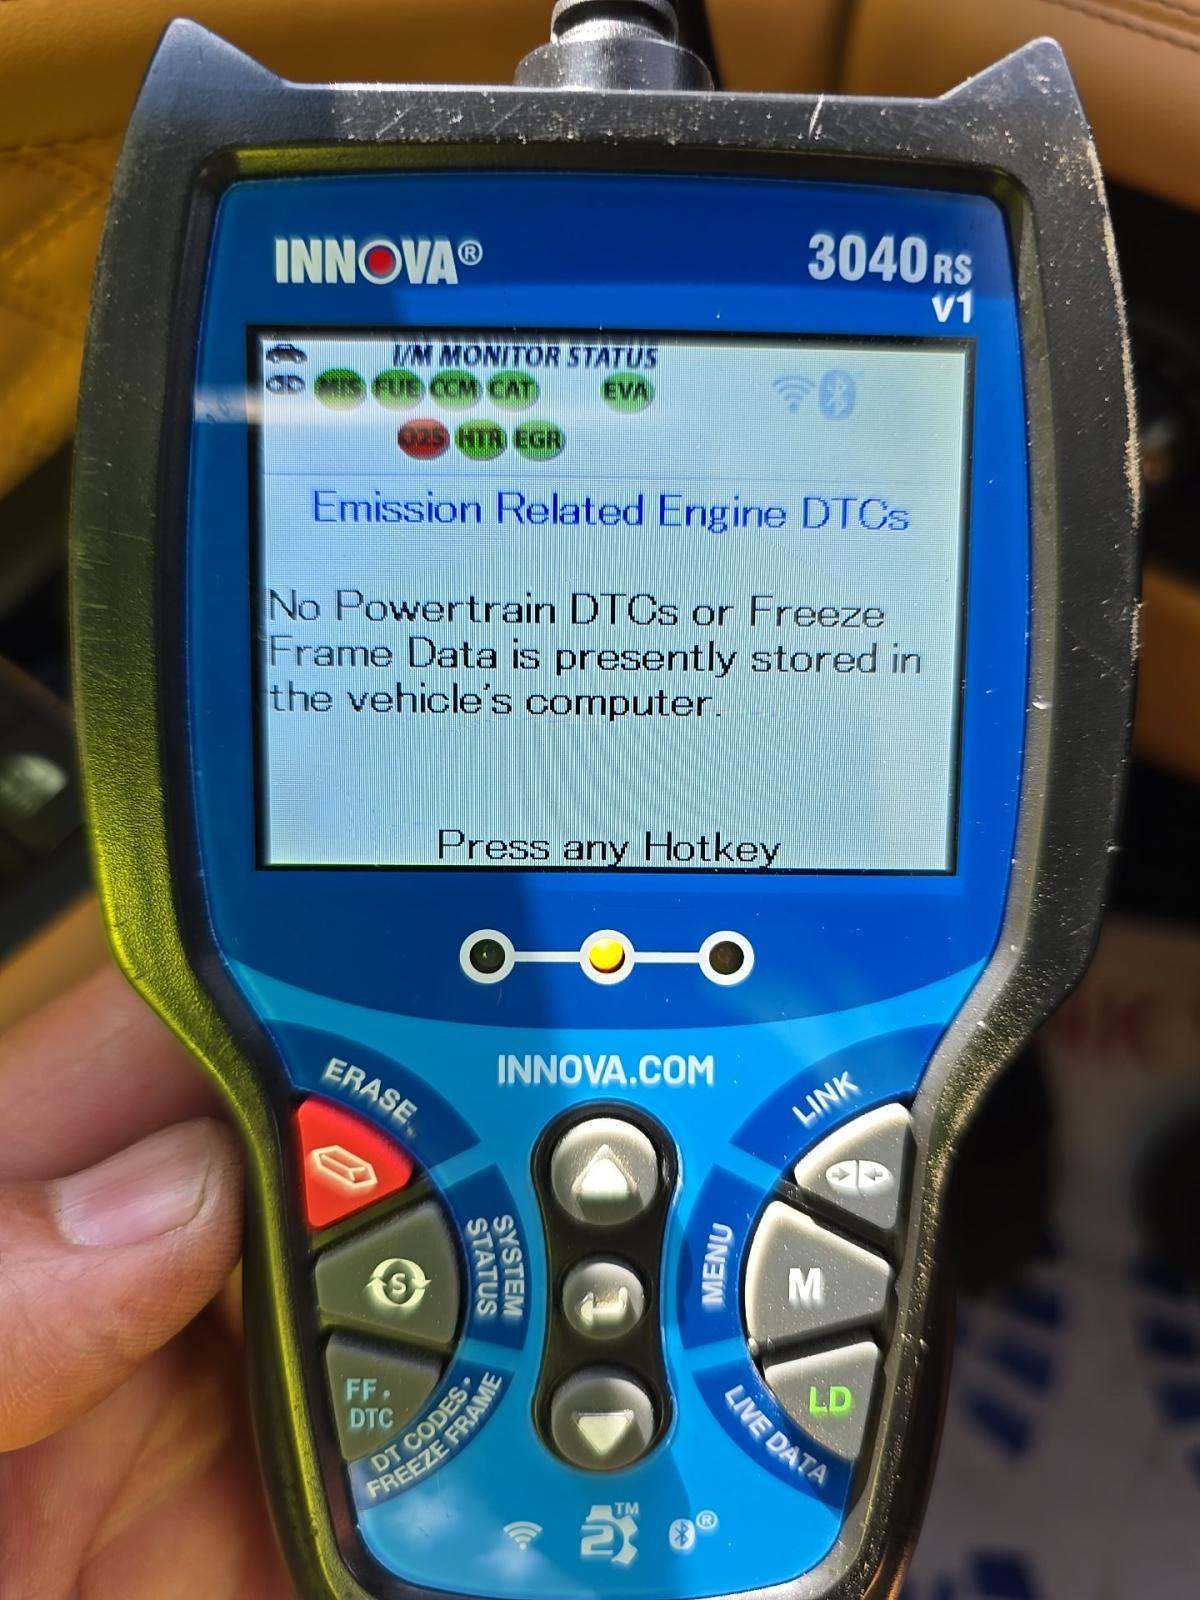 INNOVA®
3040RS
v1
I/M MONITOR STATUS
MIS FUE CCM CAT EVA
O2S HTR EGR
Emission Related Engine DTCs
No Powertrain DTCs or Freeze
Frame Data is presently stored in
the vehicle's computer.
Press any Hotkey
INNOVA.COM
ERASE
LINK
SYSTEM
STATUS
MENU
S
M
FF.
DTC
DT CODES•
FREEZE FRAME
LD
LIVE DATA
2 TM
®